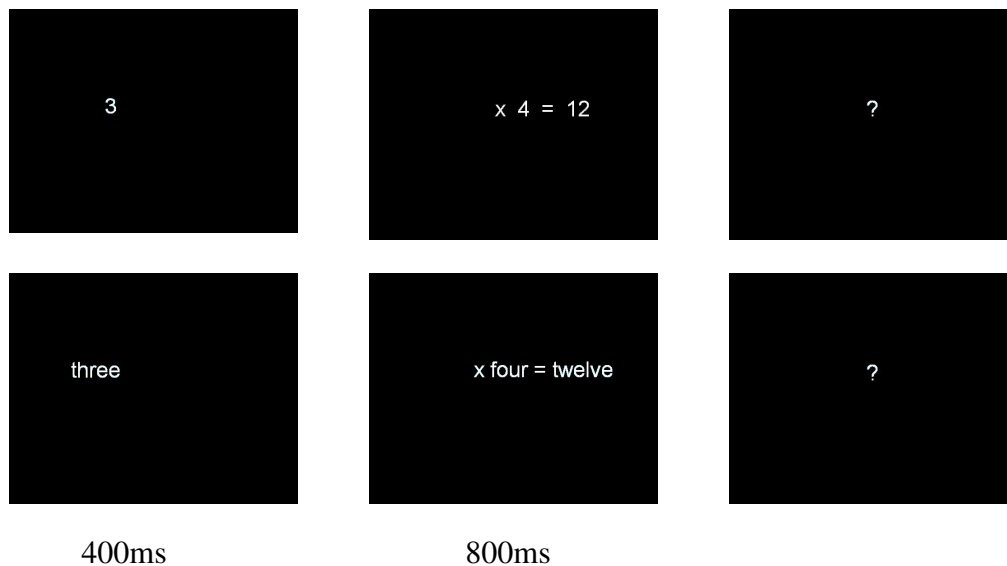 3
x 4 = 12
?
three
x four = twelve
?
400ms
800ms